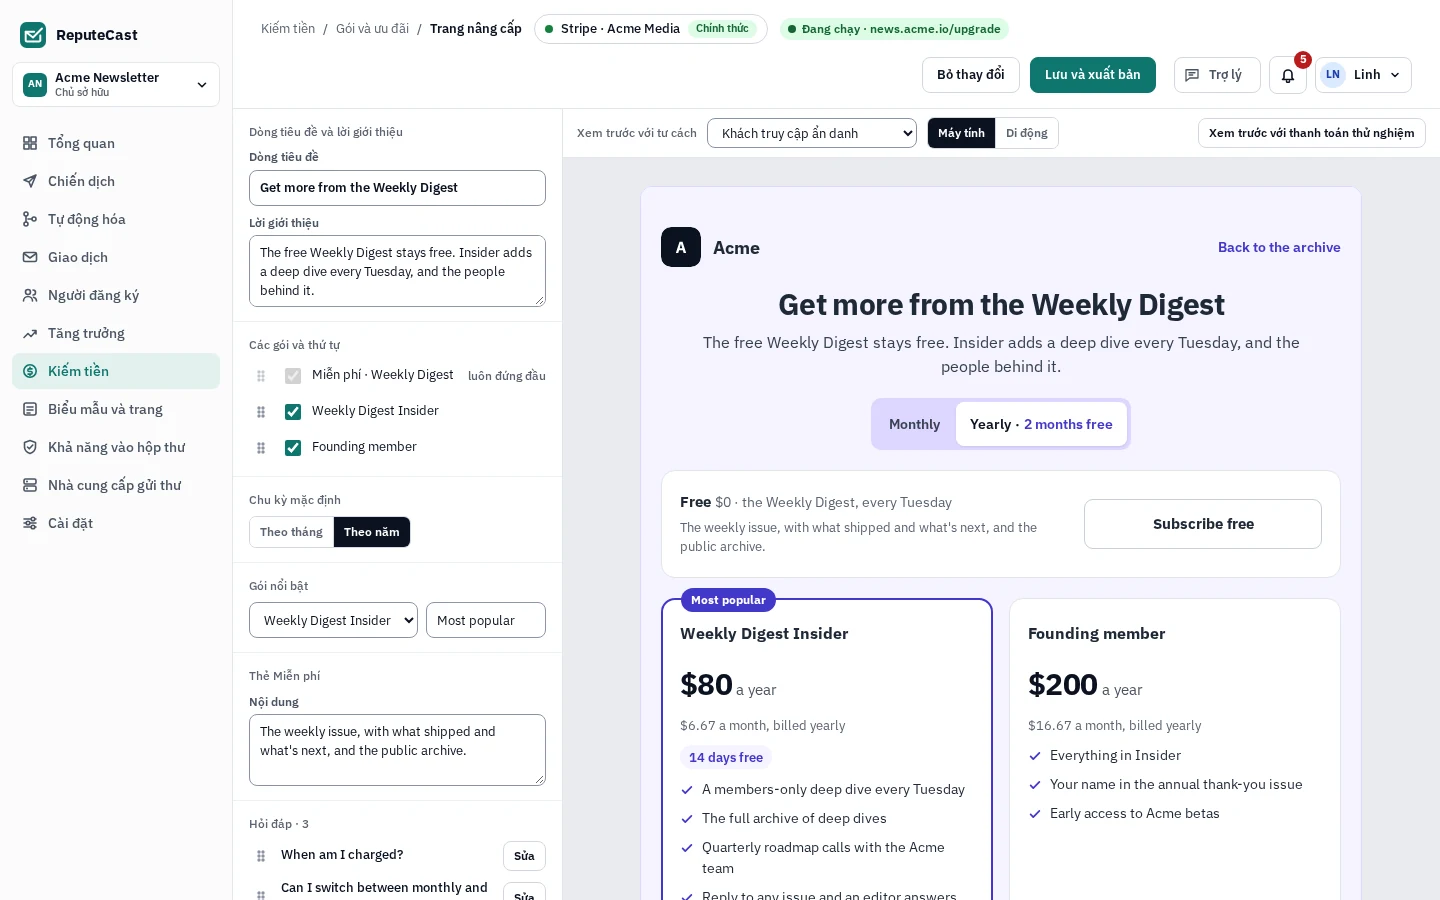 ReputeCast
AN
Acme Newsletter
Chủ sở hữu
Tổng quan
Chiến dịch
Tự động hóa
Giao dịch
Người đăng ký
Tăng trưởng
Kiếm tiền
Biểu mẫu và trang
Khả năng vào hộp thư
Nhà cung cấp gửi thư
Cài đặt
Kiếm tiền / Gói và ưu đãi / Trang nâng cấp
Stripe · Acme Media Chính thức
Đang chạy · news.acme.io/upgrade
Bỏ thay đổi
Lưu và xuất bản
Trợ lý
5
LN Linh
Dòng tiêu đề và lời giới thiệu
Dòng tiêu đề
Get more from the Weekly Digest
Lời giới thiệu
The free Weekly Digest stays free. Insider adds
a deep dive every Tuesday, and the people
behind it.
Các gói và thứ tự
Miễn phí · Weekly Digest luôn đứng đầu
Weekly Digest Insider
Founding member
Chu kỳ mặc định
Theo tháng Theo năm
Gói nổi bật
Weekly Digest Insider Most popular
Thẻ Miễn phí
Nội dung
The weekly issue, with what shipped and
what's next, and the public archive.
Hỏi đáp · 3
When am I charged? Sửa
Can I switch between monthly and Sửa
Xem trước với tư cách Khách truy cập ẩn danh Máy tính Di động Xem trước với thanh toán thử nghiệm
A Acme Back to the archive
Get more from the Weekly Digest
The free Weekly Digest stays free. Insider adds a deep dive every Tuesday, and the
people behind it.
Monthly Yearly · 2 months free
Free $0 · the Weekly Digest, every Tuesday
The weekly issue, with what shipped and what's next, and the
public archive.
Subscribe free
Most popular
Weekly Digest Insider
$80 a year
$6.67 a month, billed yearly
14 days free
A members-only deep dive every Tuesday
The full archive of deep dives
Quarterly roadmap calls with the Acme
team
Reply to any issue and an editor answers
Founding member
$200 a year
$16.67 a month, billed yearly
Everything in Insider
Your name in the annual thank-you issue
Early access to Acme betas